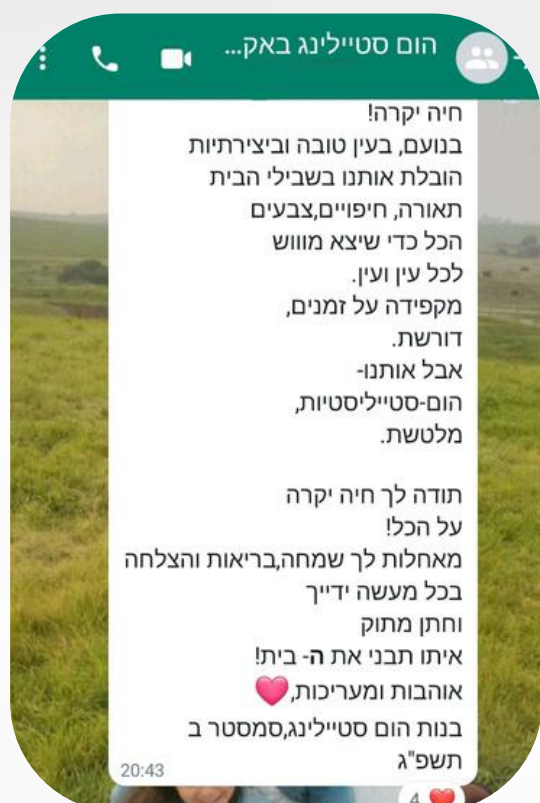 הום סטיילינג באק...
חיה יקרה!
בנועם, בעין טובה וביצירתיות
הובלת אותנו בשבילי הבית
תאורה, חיפויים,צבעים
הכל כדי שיצא מוווש
לכל עין ועין.
מקפידה על זמנים,
דורשת.
אבל אותנו-
הום-סטייליסטיות,
מלטשת.
תודה לך חיה יקרה
על הכל!
מאחלות לך שמחה,בריאות והצלחה
בכל מעשה ידייך
וחתן מתוק
איתו תבני את ה- בית!
אוהבות ומעריכות,💗
בנות הום סטיילינג,סמסטר ב
תשפ"ג
20:43
4 ❤️